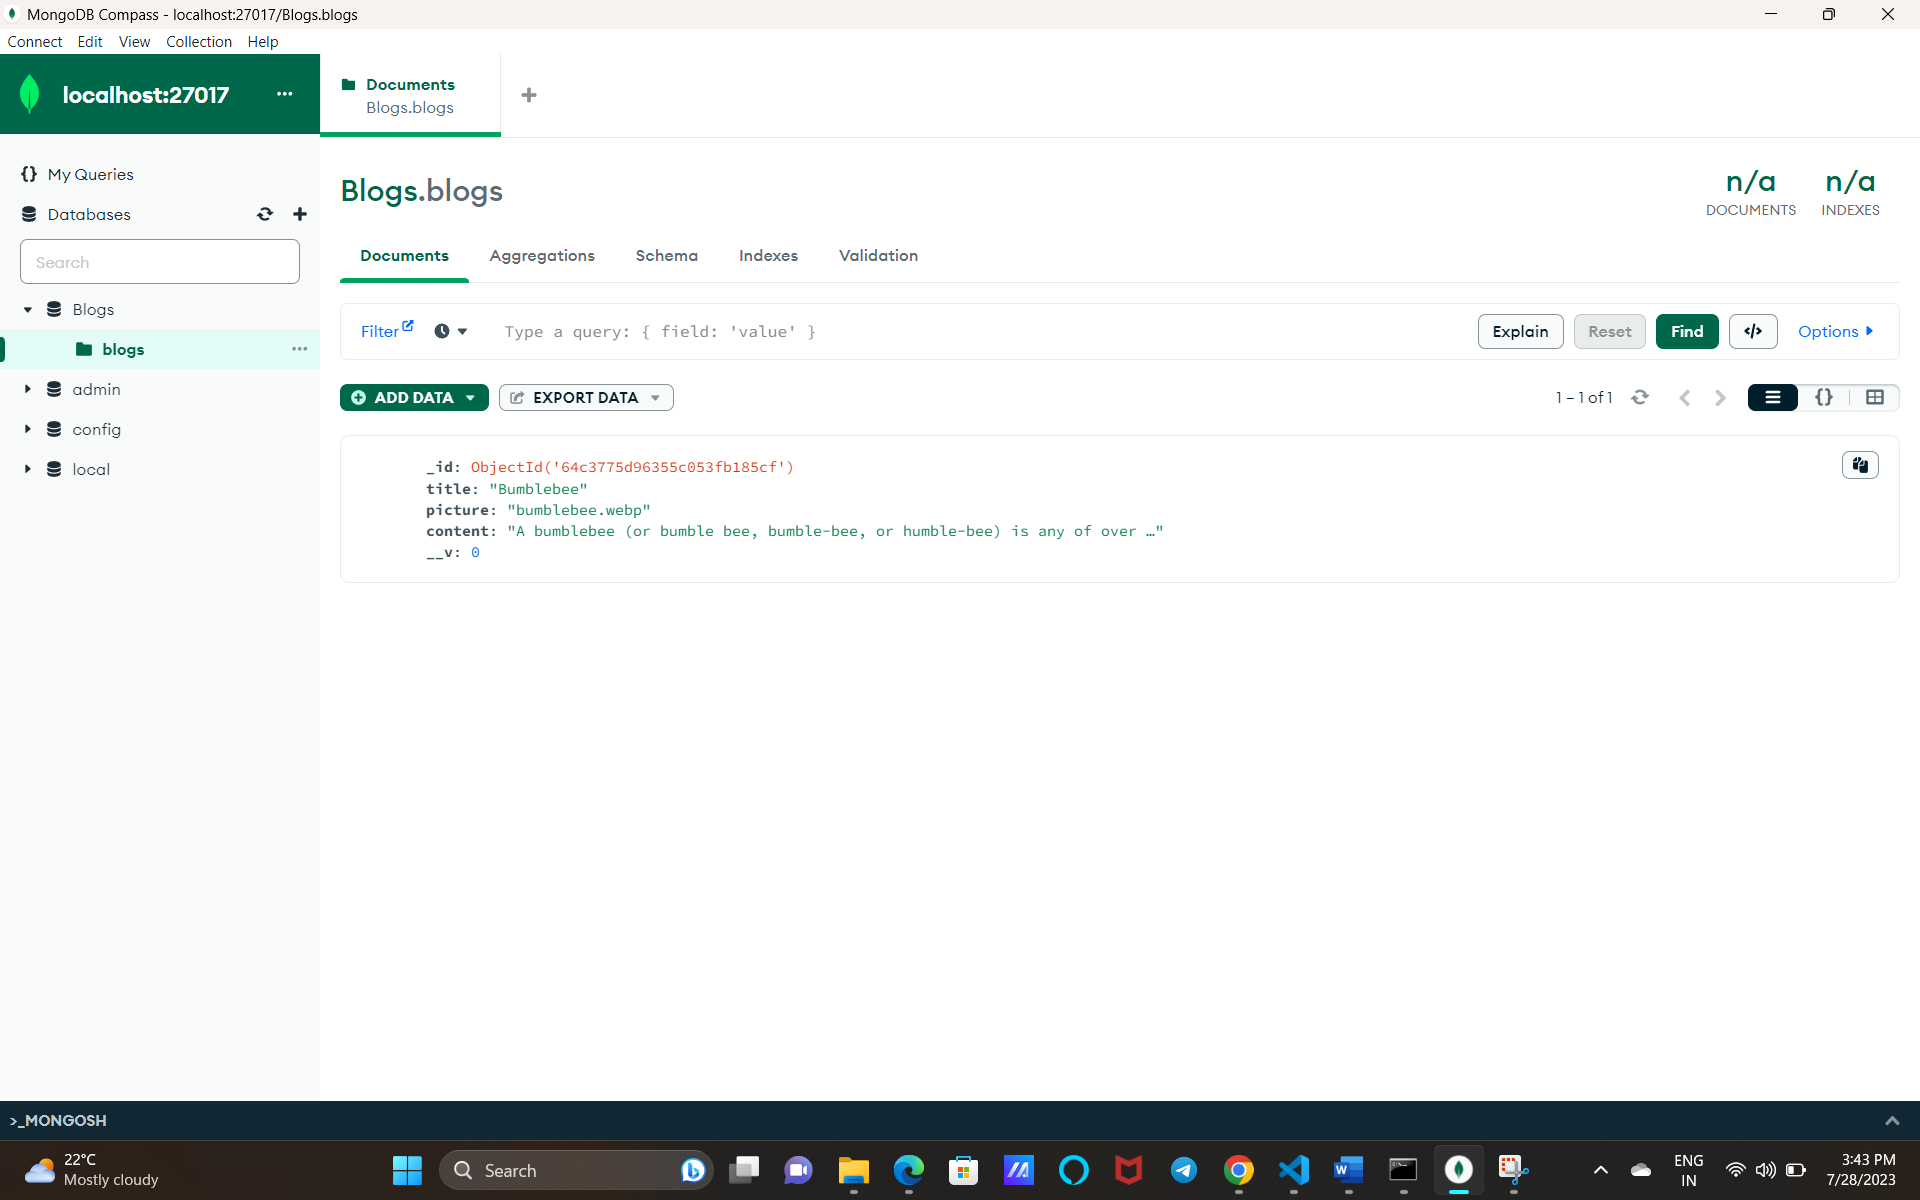 MongoDB Compass - localhost:27017/Blogs.blogs
Connect Edit View Collection Help
localhost:27017 ...
Documents
Blogs.blogs
{} My Queries
Databases
Search
Blogs
blogs
admin
config
local
Blogs.blogs
n/a
DOCUMENTS
n/a
INDEXES
Documents Aggregations Schema Indexes Validation
Filter Type a query: { field: 'value' } Explain Reset Find </> Options
ADD DATA EXPORT DATA 1 – 1 of 1 {}
_id: ObjectId('64c3775d96355c053fb185cf')
title: "Bumblebee"
picture: "bumblebee.webp"
content: "A bumblebee (or bumble bee, bumble-bee, or humble-bee) is any of over …"
__v: 0
>_MONGOSH
22°C
Mostly cloudy
Search
ENG
IN
3:43 PM
7/28/2023